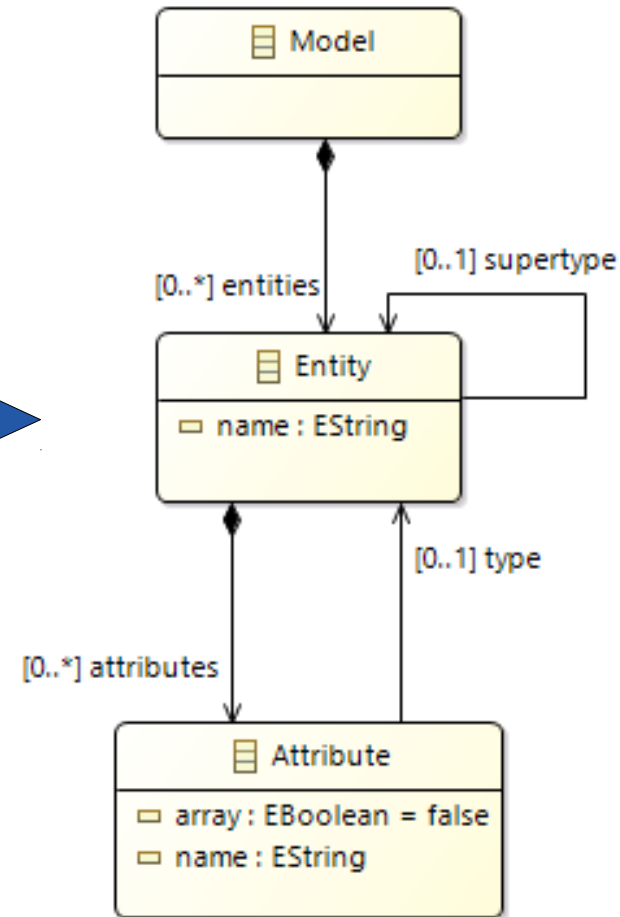 Model
[0..1] supertype
[0..*] entities
Entity
name : EString
[0..1] type
[0..*] attributes
Attribute
array : EBoolean = false
name : EString